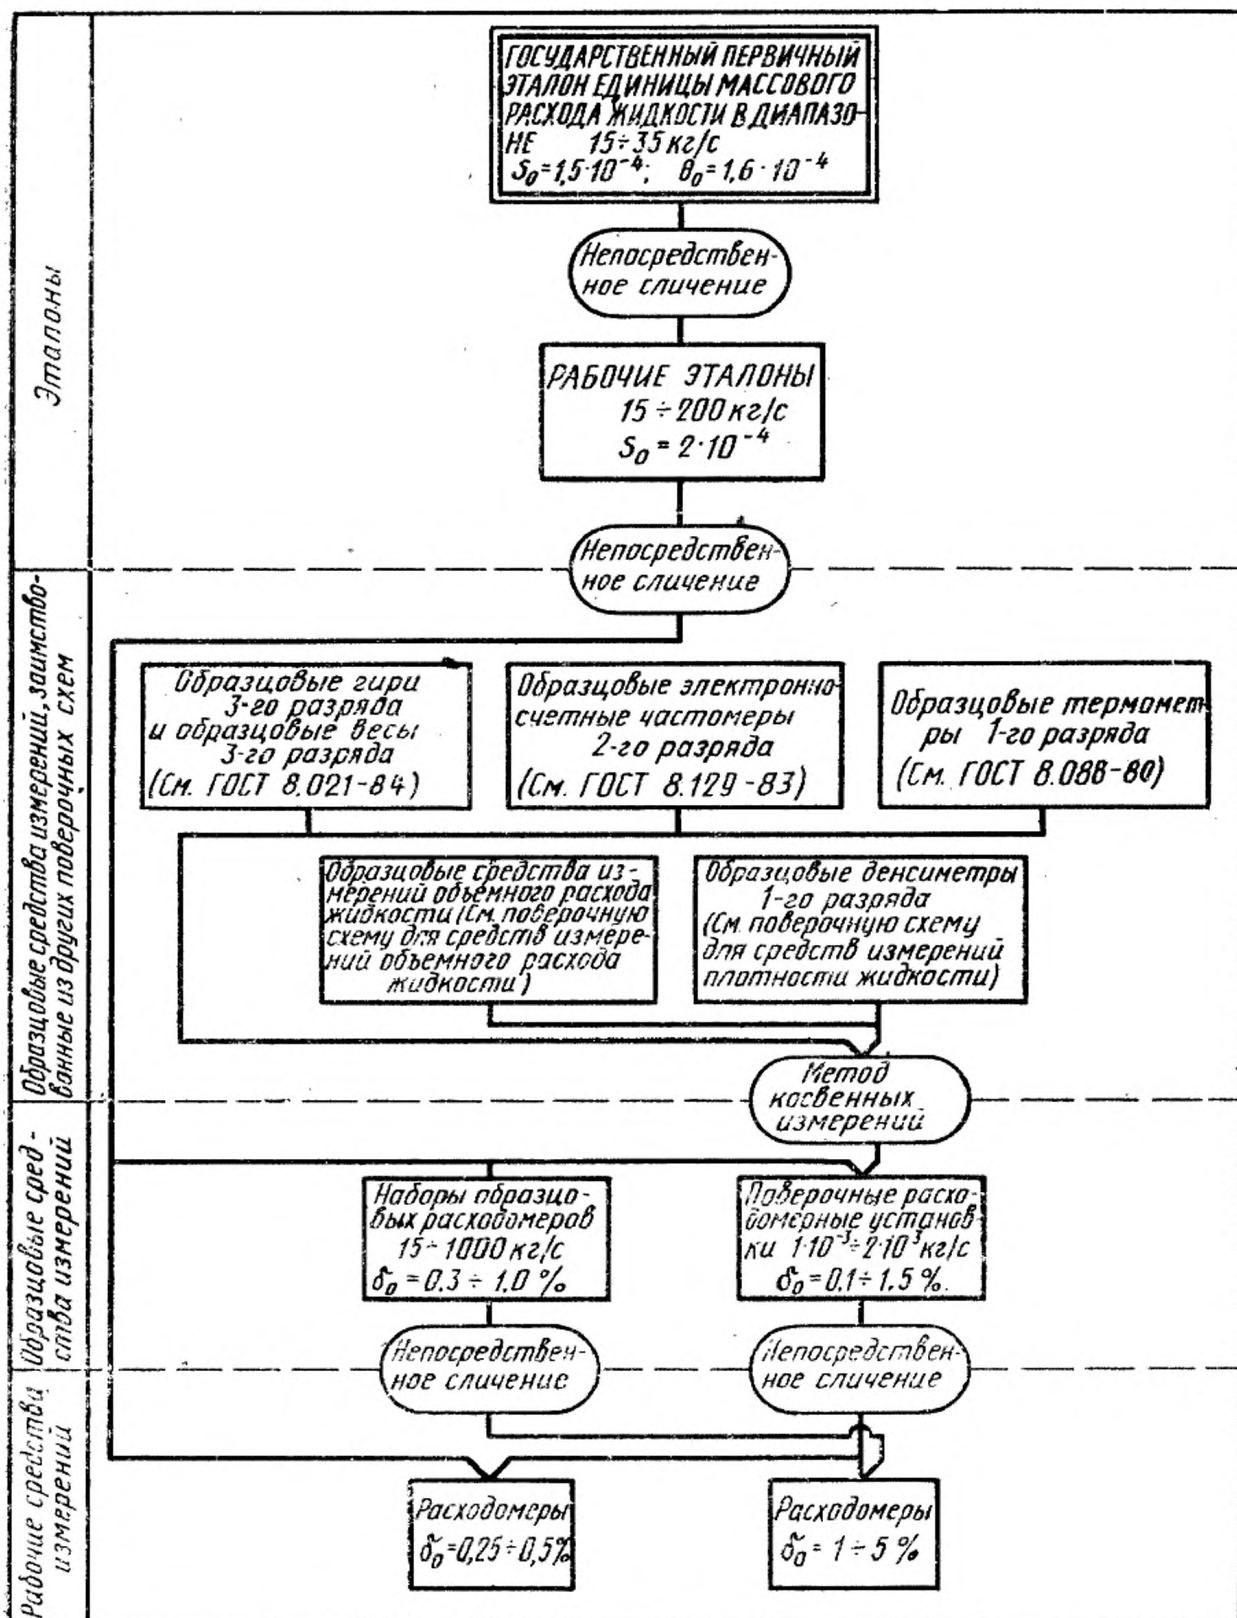 ГОСУДАРСТВЕННЫЙ ПЕРВИЧНЫЙ
ЭТАЛОН ЕДИНИЦЫ МАССОВОГО
РАСХОДА ЖИДКОСТИ В ДИАПАЗО-
НЕ 15÷35 кг/с
S₀=1,5·10⁻⁴; θ₀=1,6·10⁻⁴
Непосредствен-
ное сличение
РАБОЧИЕ ЭТАЛОНЫ
15÷200 кг/с
S₀=2·10⁻⁴
Непосредствен-
ное сличение
Эталоны
Образцовые гири
3-го разряда
и образцовые весы
3-го разряда
(См. ГОСТ 8.021-84)
Образцовые электронно-
счетные частомеры
2-го разряда
(См. ГОСТ 8.129-83)
Образцовые термомет-
ры 1-го разряда
(См. ГОСТ 8.088-80)
Образцовые средства из-
мерений объемного расхода
жидкости (См. поверочную
схему для средств измере-
ний объемного расхода
жидкости)
Образцовые денсиметры
1-го разряда
(См. поверочную схему
для средств измерений
плотности жидкости)
Метод
косвенных
измерений
Образцовые средства измерений, заимство-
ванные из других поверочных схем
Наборы образцо-
вых расходомеров
15÷1000 кг/с
δ₀=0.3÷1.0 %
Поверочные расхо-
домерные установ-
ки 1·10⁻³÷2·10³ кг/с
δ₀=0.1÷1.5 %.
Непосредствен-
ное сличение
Непосредствен-
ное сличение
Образцовые сред-
ства измерений
Расходомеры
δ₀=0,25÷0,5%
Расходомеры
δ₀=1÷5 %
Рабочие средства
измерений